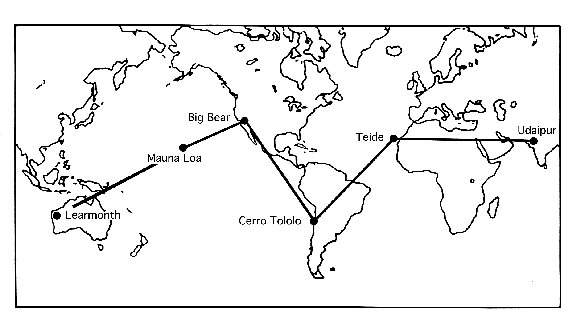 Big Bear
Mauna Loa
Learmonth
Cerro Tololo
Teide
Udaipur